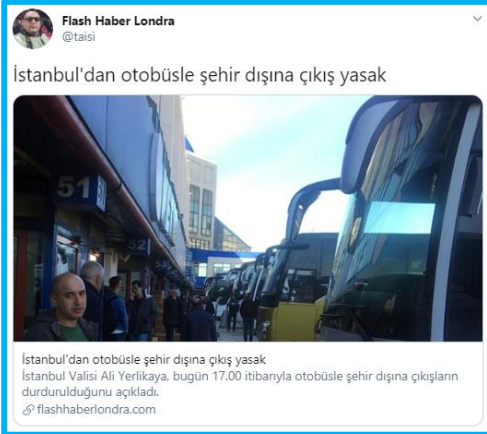 Flash Haber Londra
@taisi
İstanbul'dan otobüsle şehir dışına çıkış yasak
51
52
İstanbul'dan otobüsle şehir dışına çıkış yasak
İstanbul Valisi Ali Yerlikaya, bugün 17.00 itibarıyla otobüsle şehir dışına çıkışların
durdurulduğunu açıkladı.
flashhaberlondra.com